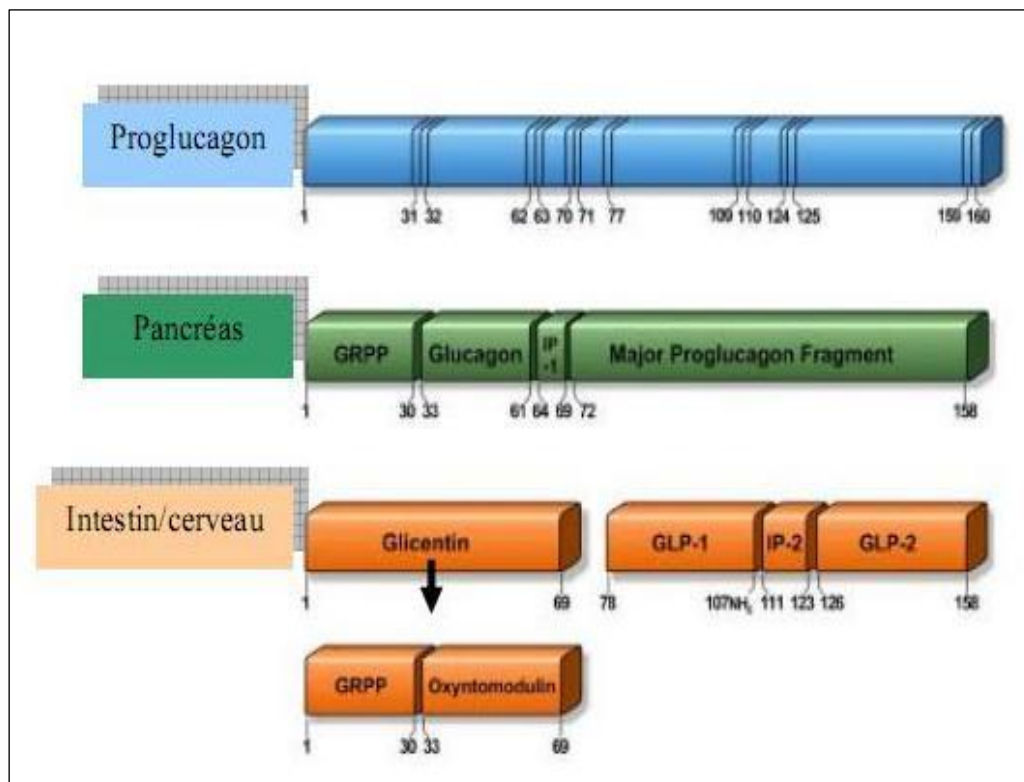 Proglucagon
1 31 32 62 63 70 71 77 109 110 124 125 159 160
Pancréas
GRPP Glucagon IP-1 Major Proglucagon Fragment
1 30 33 61 64 69 72 158
Intestin/cerveau
Glicentin GLP-1 IP-2 GLP-2
1 69 78 107NH₂ 111 123 126 158
GRPP Oxyntomodulin
1 30 33 69